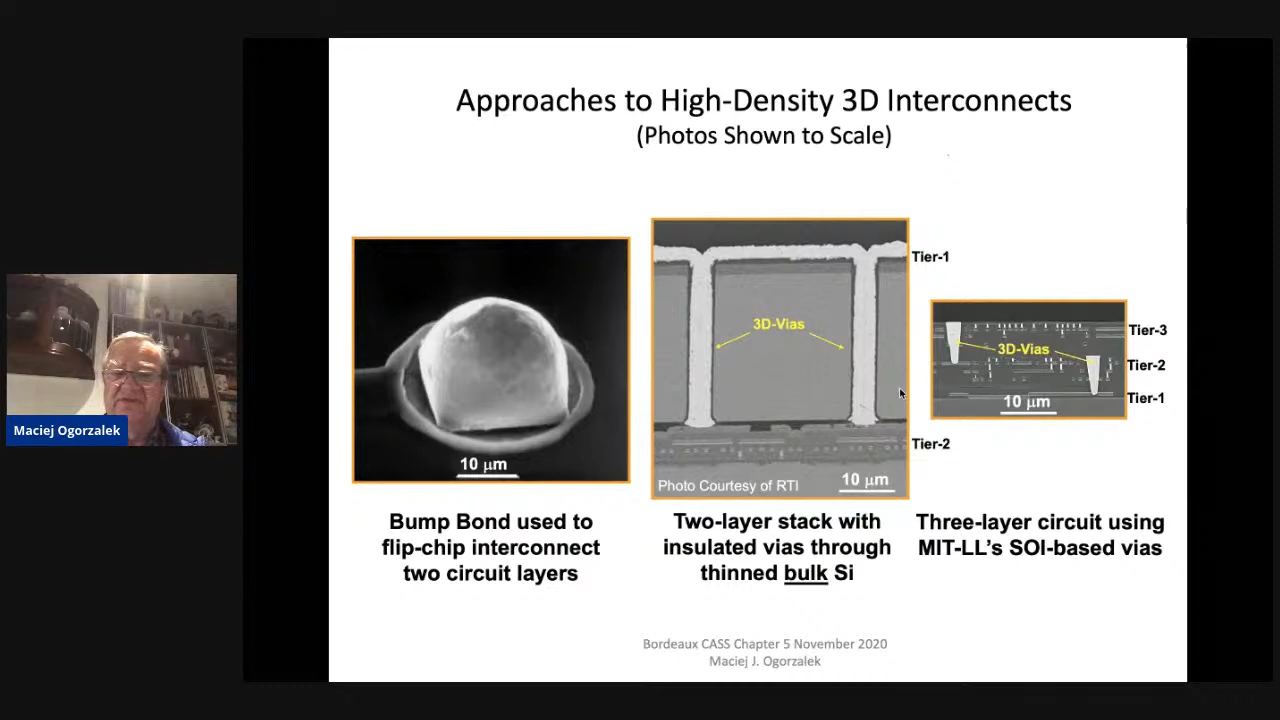 Approaches to High-Density 3D Interconnects
(Photos Shown to Scale)
10 μm
Bump Bond used to
flip-chip interconnect
two circuit layers
Tier-1
3D-Vias
Tier-2
10 μm
Photo Courtesy of RTI
Two-layer stack with
insulated vias through
thinned bulk Si
Tier-3
3D-Vias
Tier-2
Tier-1
10 μm
Three-layer circuit using
MIT-LL’s SOI-based vias
Maciej Ogorzalek
Bordeaux CASS Chapter 5 November 2020
Maciej J. Ogorzalek